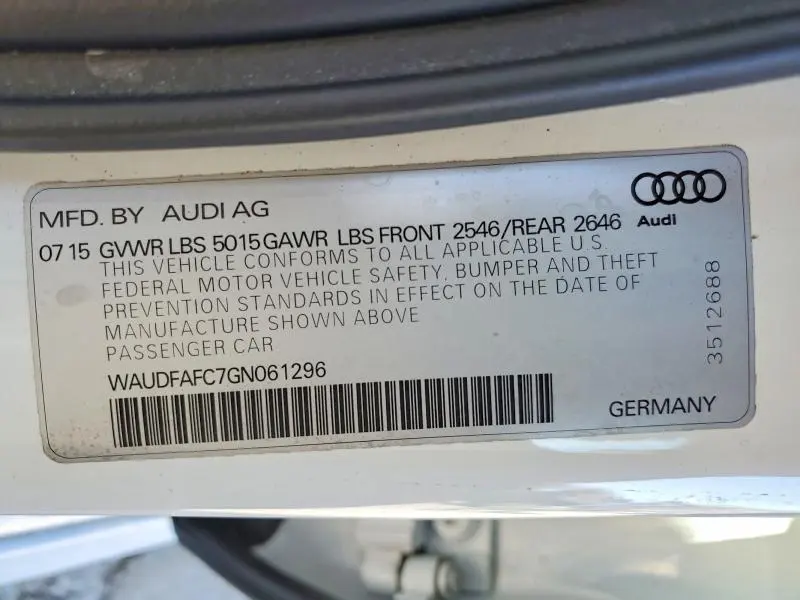 MFD. BY AUDI AG
Audi
07 15 GVWR LBS 5015 GAWR LBS FRONT 2546/REAR 2646
THIS VEHICLE CONFORMS TO ALL APPLICABLE U.S.
FEDERAL MOTOR VEHICLE SAFETY, BUMPER AND THEFT
PREVENTION STANDARDS IN EFFECT ON THE DATE OF
MANUFACTURE SHOWN ABOVE
PASSENGER CAR
3512688
WAUDFAFC7GN061296
GERMANY